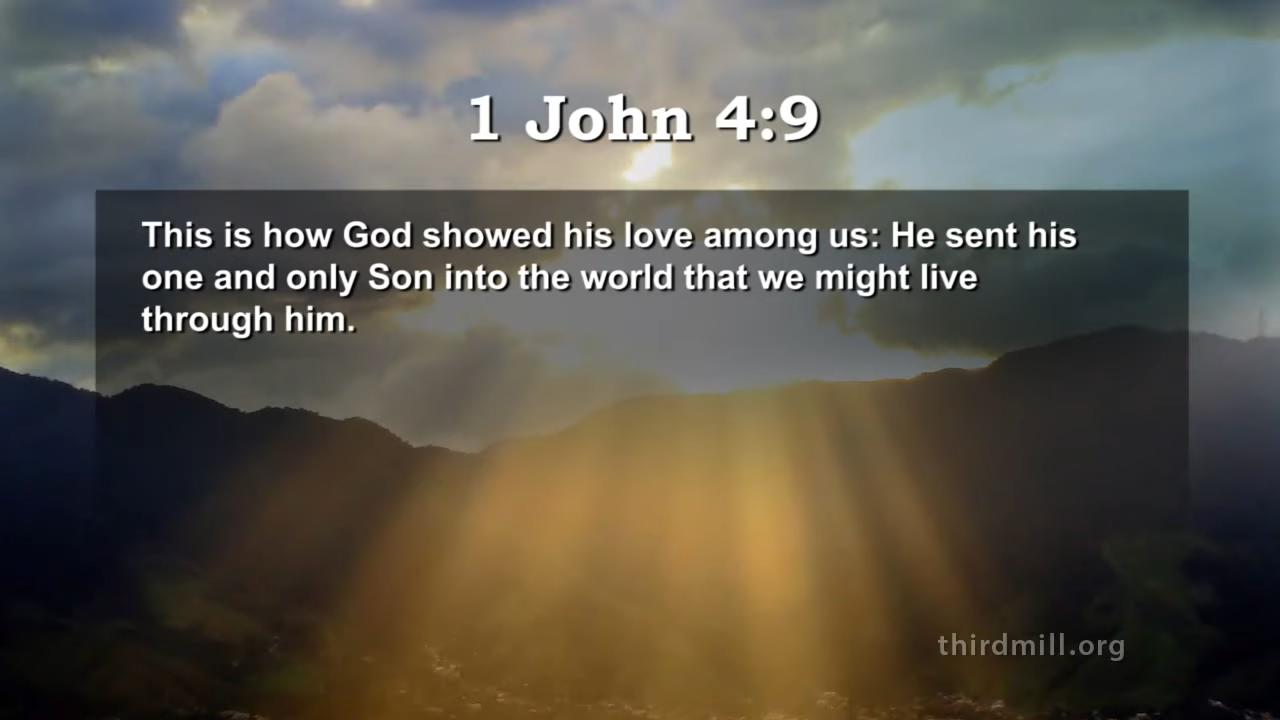 1 John 4:9
This is how God showed his love among us: He sent his
one and only Son into the world that we might live
through him.
thirdmill.org